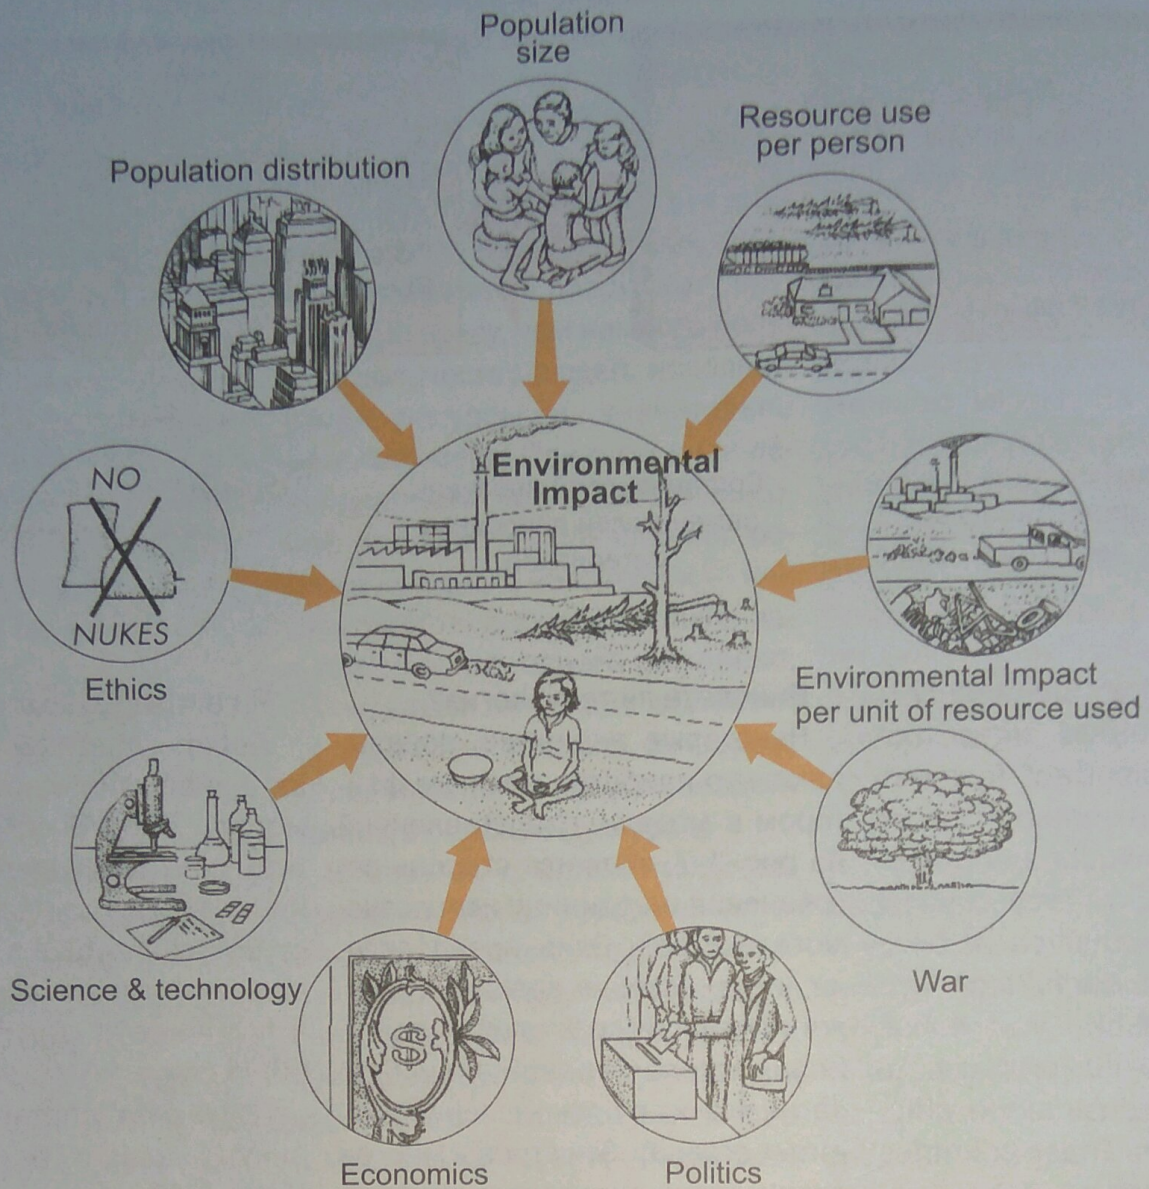 Population
size
Resource use
per person
Population distribution
Environmental
Impact
NO
NUKES
Ethics
Environmental Impact
per unit of resource used
Science & technology
$
War
Economics
Politics